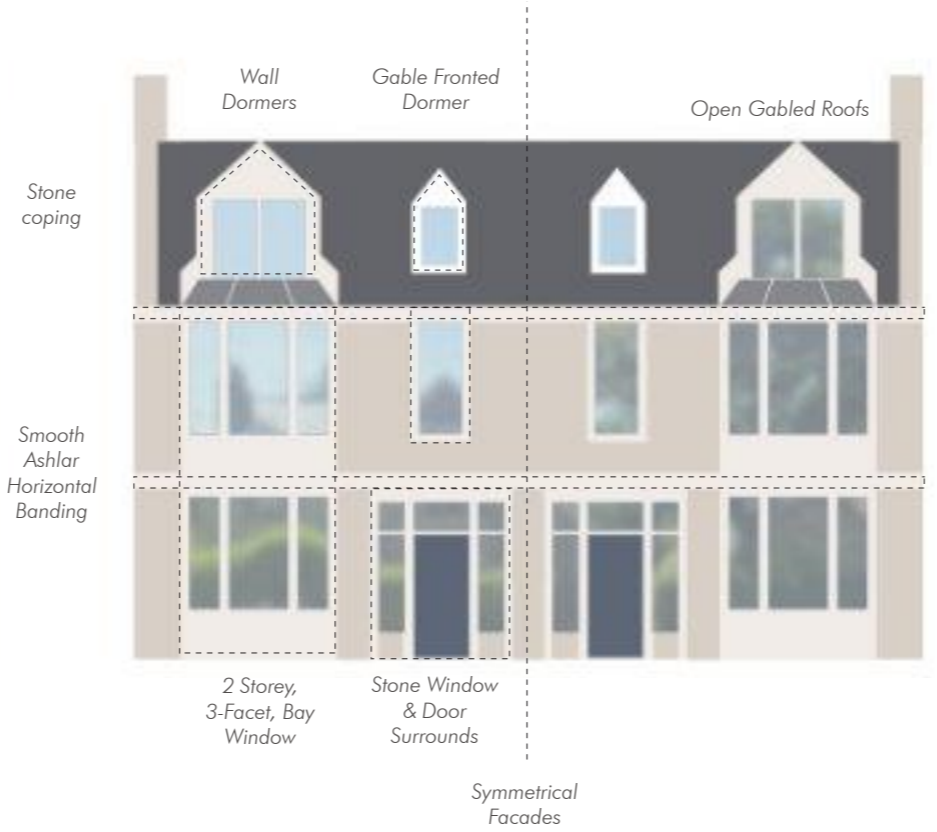 Wall
Dormers
Gable Fronted
Dormer
Open Gabled Roofs
Stone
coping
Smooth
Ashlar
Horizontal
Banding
2 Storey,
3-Facet, Bay
Window
Stone Window
& Door
Surrounds
Symmetrical
Facades